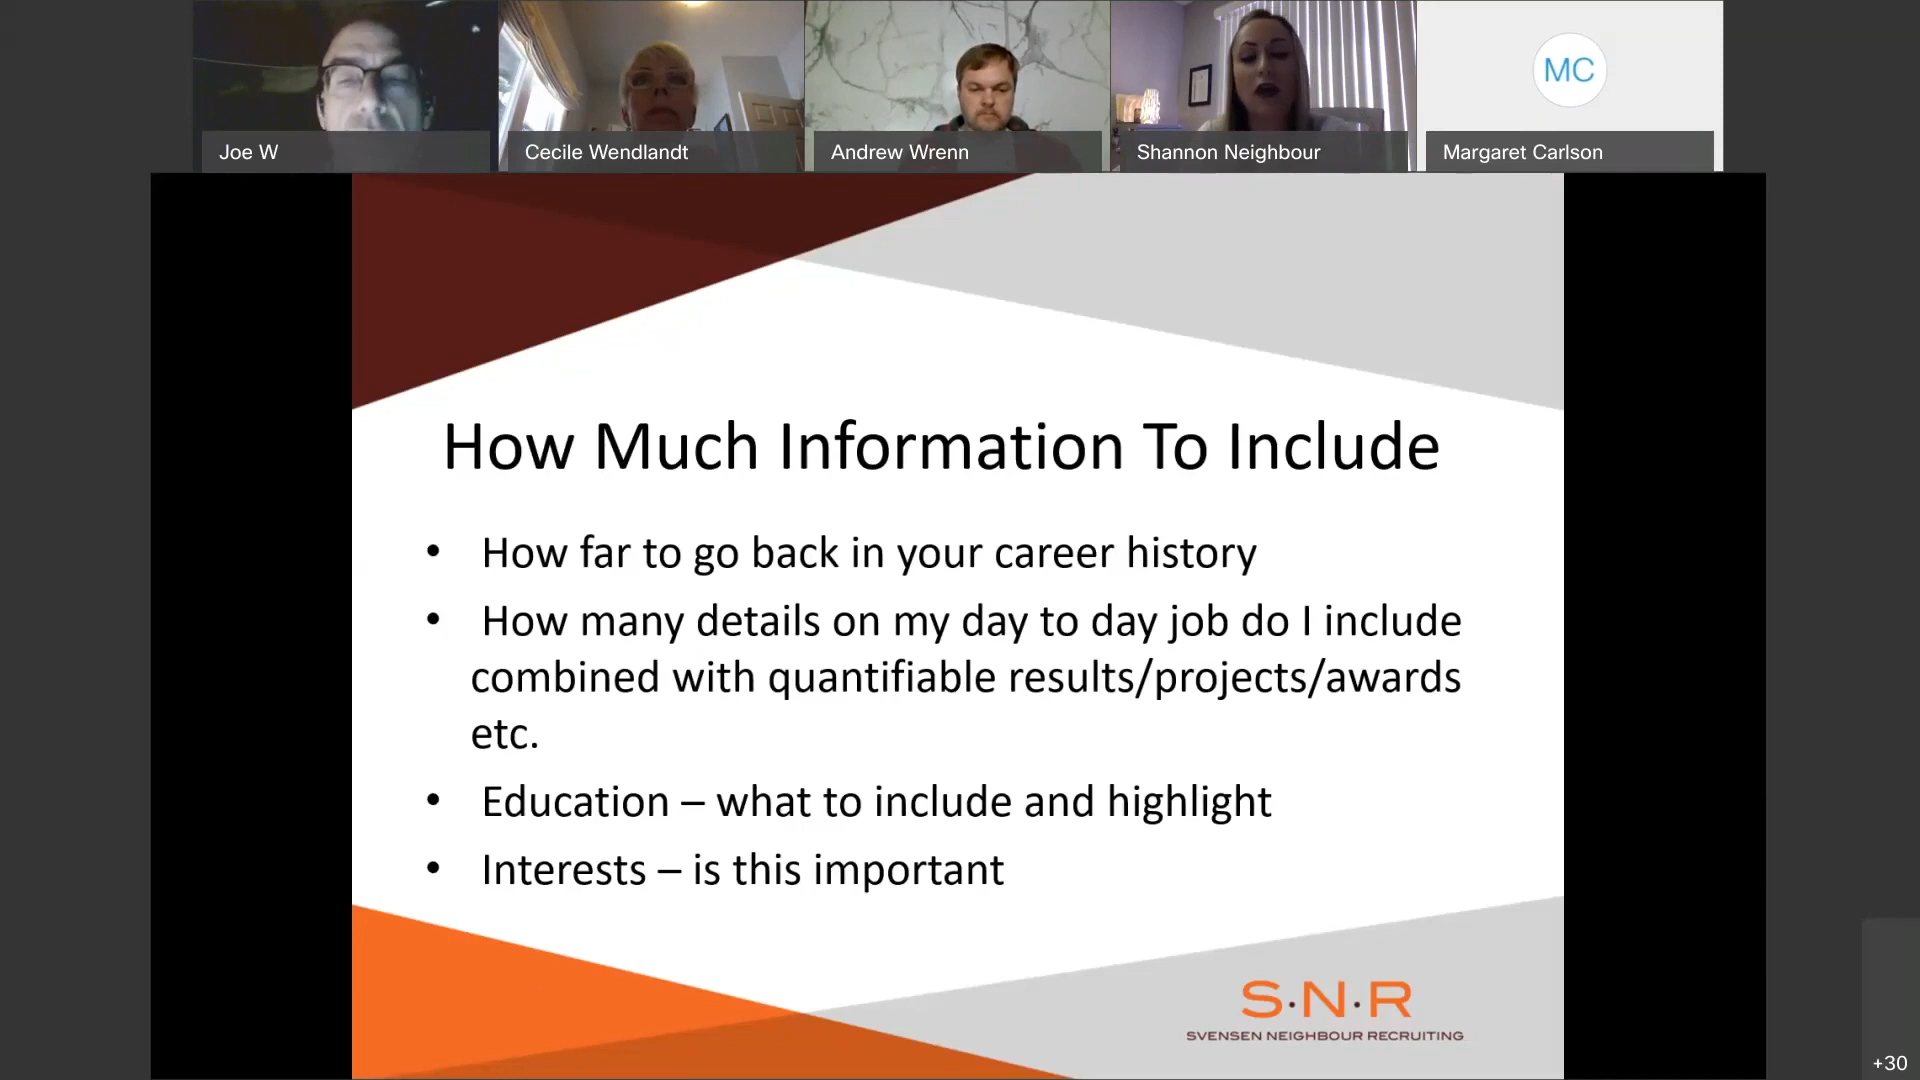 MC
Joe W
Cecile Wendlandt
Andrew Wrenn
Shannon Neighbour
Margaret Carlson
How Much Information To Include
• How far to go back in your career history
• How many details on my day to day job do I include
combined with quantifiable results/projects/awards
etc.
• Education – what to include and highlight
• Interests – is this important
S·N·R
SVENSEN NEIGHBOUR RECRUITING
+30